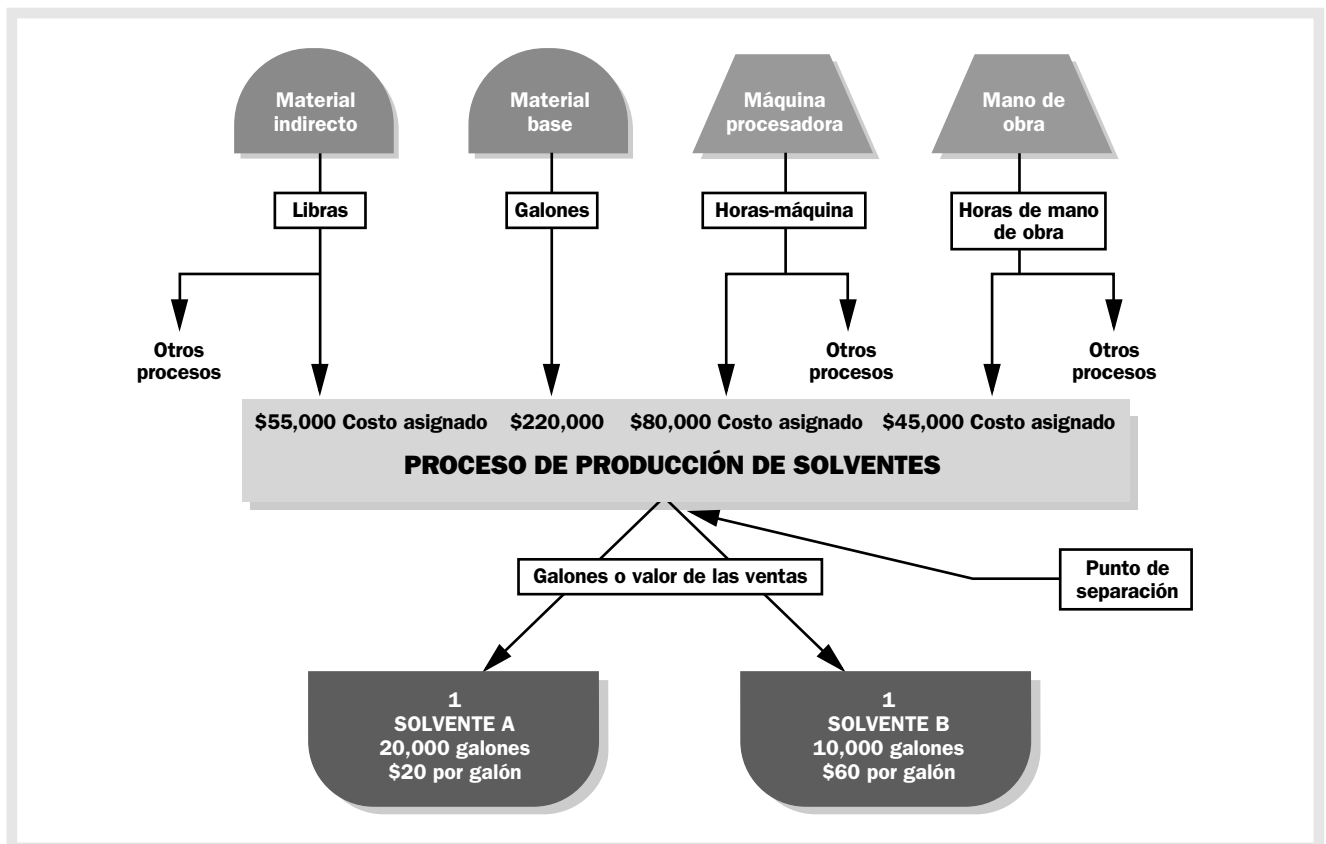 Material
indirecto
Material
base
Máquina
procesadora
Mano de
obra
Libras
Galones
Horas-máquina
Horas de mano
de obra
Otros
procesos
Otros
procesos
Otros
procesos
$55,000 Costo asignado
$220,000
$80,000 Costo asignado
$45,000 Costo asignado
PROCESO DE PRODUCCIÓN DE SOLVENTES
Galones o valor de las ventas
Punto de
separación
1
SOLVENTE A
20,000 galones
$20 por galón
1
SOLVENTE B
10,000 galones
$60 por galón